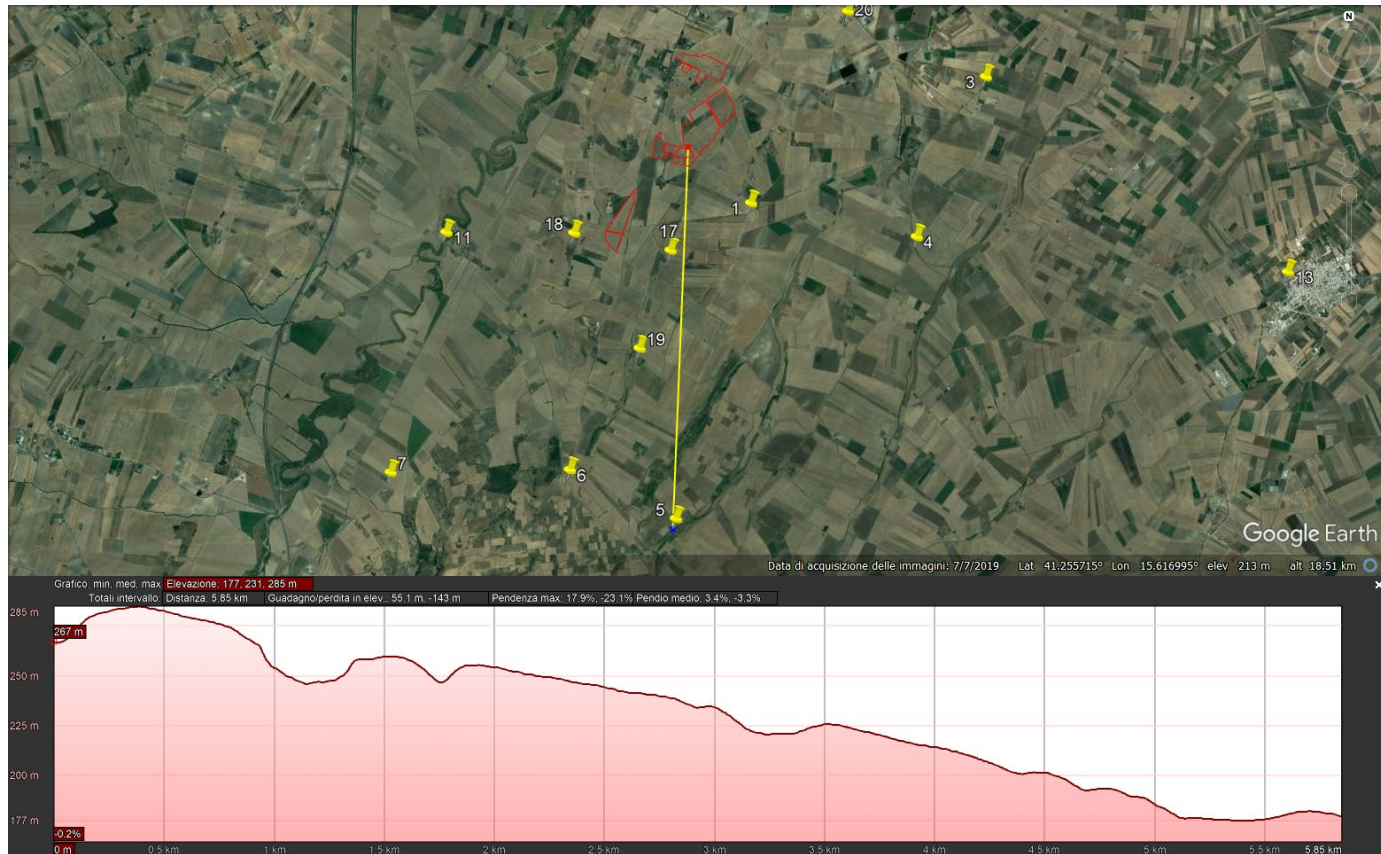 N
20
3
1
18
17
11
4
13
19
7
6
5
Google Earth
Data di acquisizione delle immagini: 7/7/2019 Lat 41.255715° Lon 15.616995° elev 213 m alt 18.51 km
Grafico: min, med, max Elevazione: 177, 231, 285 m
Totali intervallo: Distanza: 5.85 km Guadagno/perdita in elev.: 55.1 m, -143 m Pendenza max: 17.9%, -23.1% Pendio medio: 3.4%, -3.3%
285 m
267 m
250 m
225 m
200 m
177 m
-0.2%
0 m 0.5 km 1 km 1.5 km 2 km 2.5 km 3 km 3.5 km 4 km 4.5 km 5 km 5.5 km 5.85 km